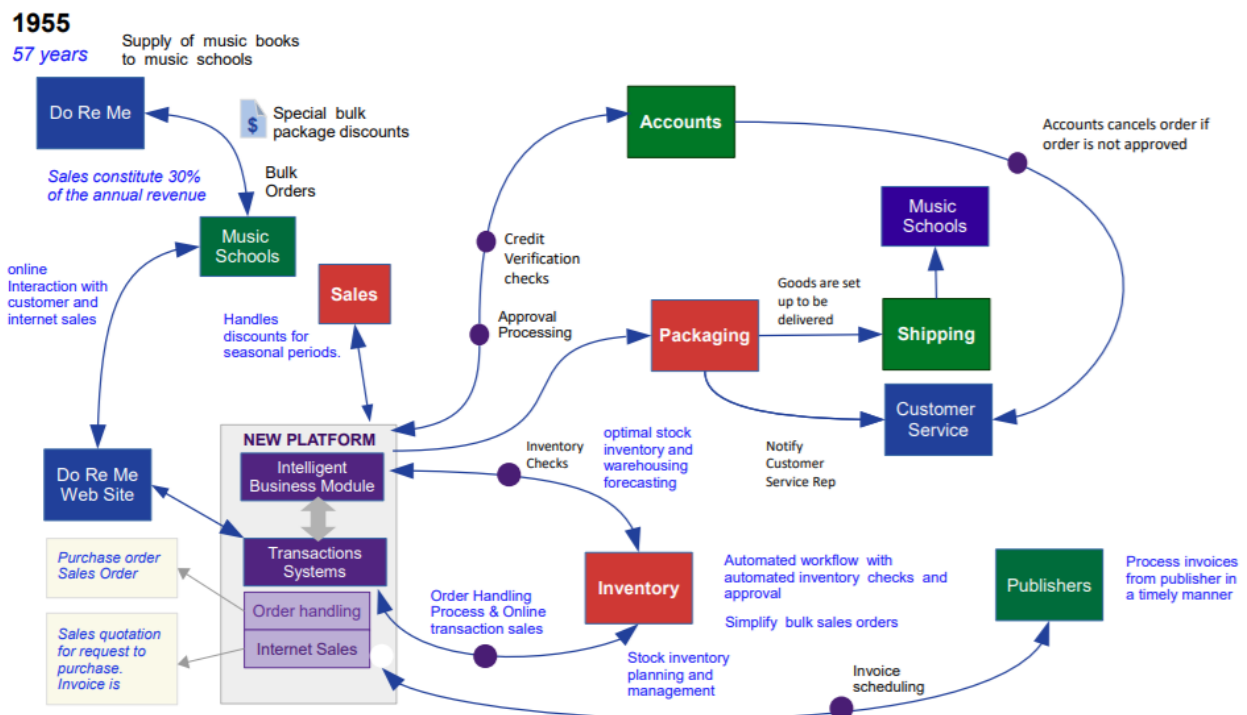 1955
57 years
Supply of music books
to music schools
Do Re Me
$
Special bulk
package discounts
Sales constitute 30%
of the annual revenue
Bulk
Orders
Music
Schools
online
Interaction with
customer and
internet sales
Sales
Handles
discounts for
seasonal periods.
Accounts
Accounts cancels order if
order is not approved
Credit
Verification
checks
Approval
Processing
Music
Schools
Goods are set
up to be
delivered
Packaging
Shipping
Customer
Service
Notify
Customer
Service Rep
NEW PLATFORM
Intelligent
Business Module
Inventory
Checks
optimal stock
inventory and
warehousing
forecasting
Do Re Me
Web Site
Transactions
Systems
Order handling
Internet Sales
Purchase order
Sales Order
Sales quotation
for request to
purchase.
Invoice is
Order Handling
Process & Online
transaction sales
Inventory
Automated workflow with
automated inventory checks and
approval
Simplify bulk sales orders
Stock inventory
planning and
management
Publishers
Process invoices
from publisher in
a timely manner
Invoice
scheduling